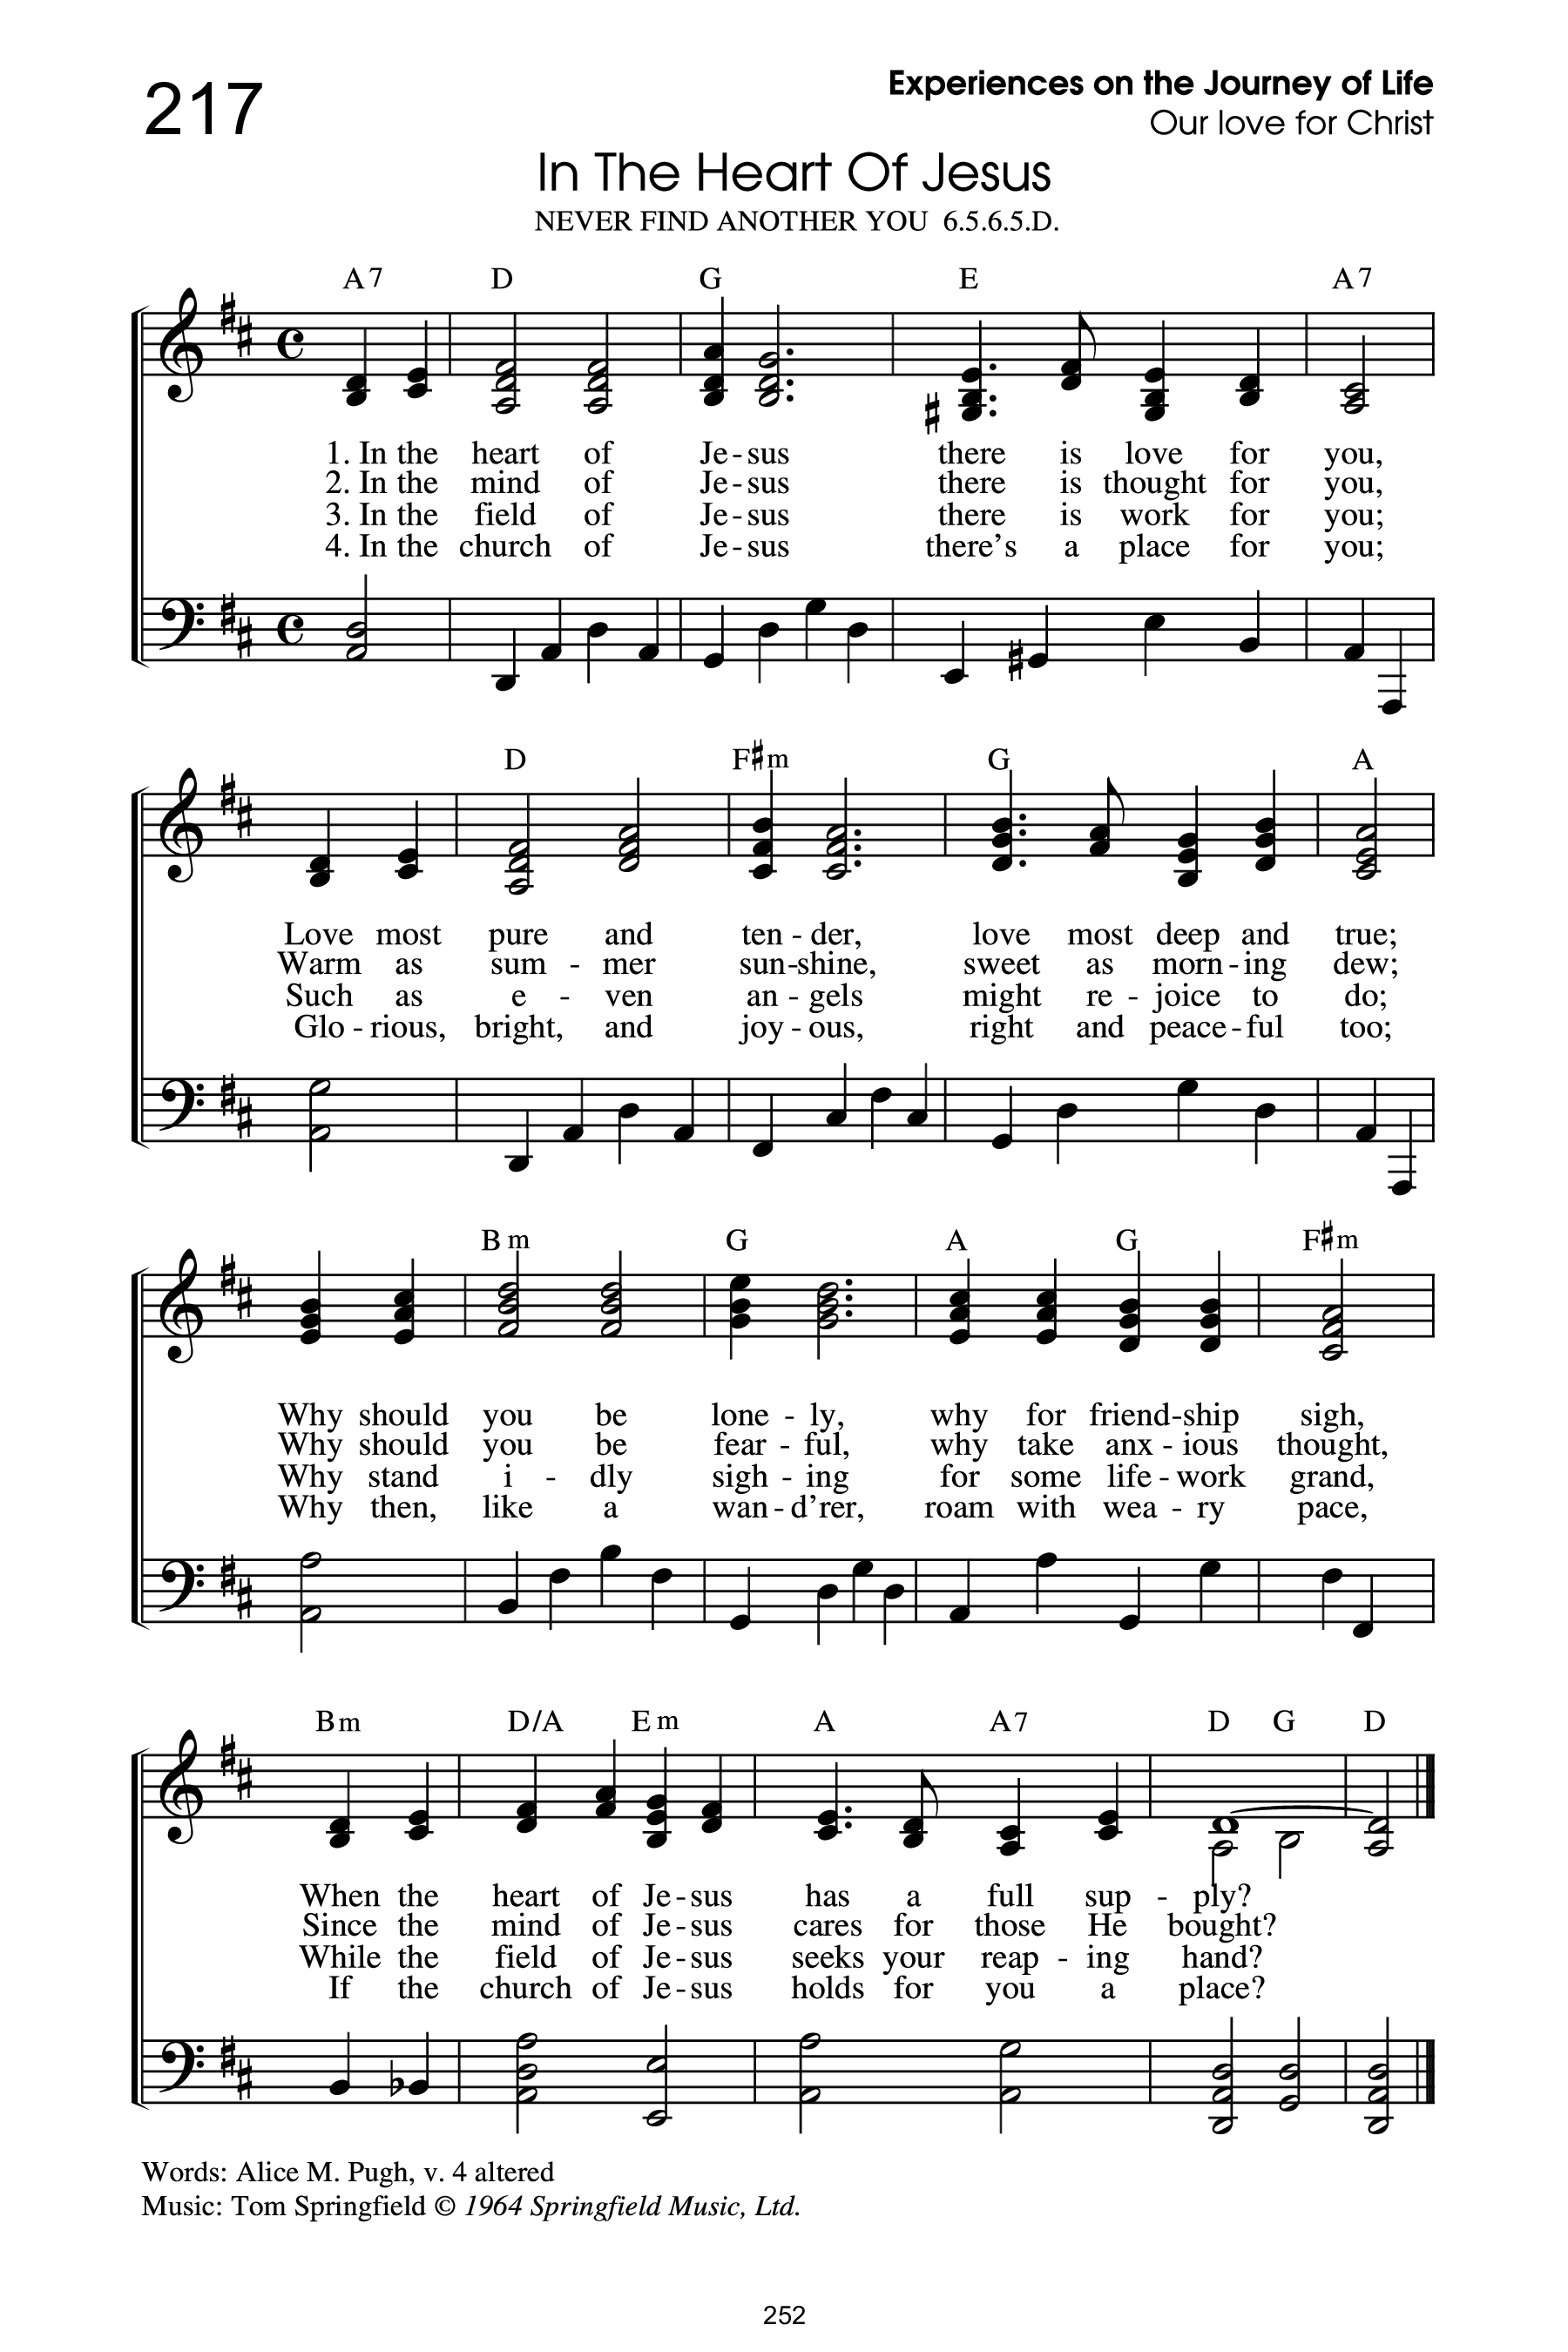 217
Experiences on the Journey of Life
Our love for Christ
In The Heart Of Jesus
NEVER FIND ANOTHER YOU 6.5.6.5.D.
A7 D G E A7
1. In the heart of Je - sus there is love for you,
2. In the mind of Je - sus there is thought for you,
3. In the field of Je - sus there is work for you;
4. In the church of Je - sus there's a place for you;
D F♯m G A
Love most pure and ten - der, love most deep and true;
Warm as sum - mer sun - shine, sweet as morn - ing dew;
Such as e - ven an - gels might re - joice to do;
Glo - rious, bright, and joy - ous, right and peace - ful too;
Bm G A G F♯m
Why should you be lone - ly, why for friend - ship sigh,
Why should you be fear - ful, why take anx - ious thought,
Why stand i - dly sigh - ing for some life - work grand,
Why then, like a wan - d'rer, roam with wea - ry pace,
Bm D/A Em A A7 D G D
When the heart of Je - sus has a full sup - ply?
Since the mind of Je - sus cares for those He bought?
While the field of Je - sus seeks your reap - ing hand?
If the church of Je - sus holds for you a place?
Words: Alice M. Pugh, v. 4 altered
Music: Tom Springfield © 1964 Springfield Music, Ltd.
252